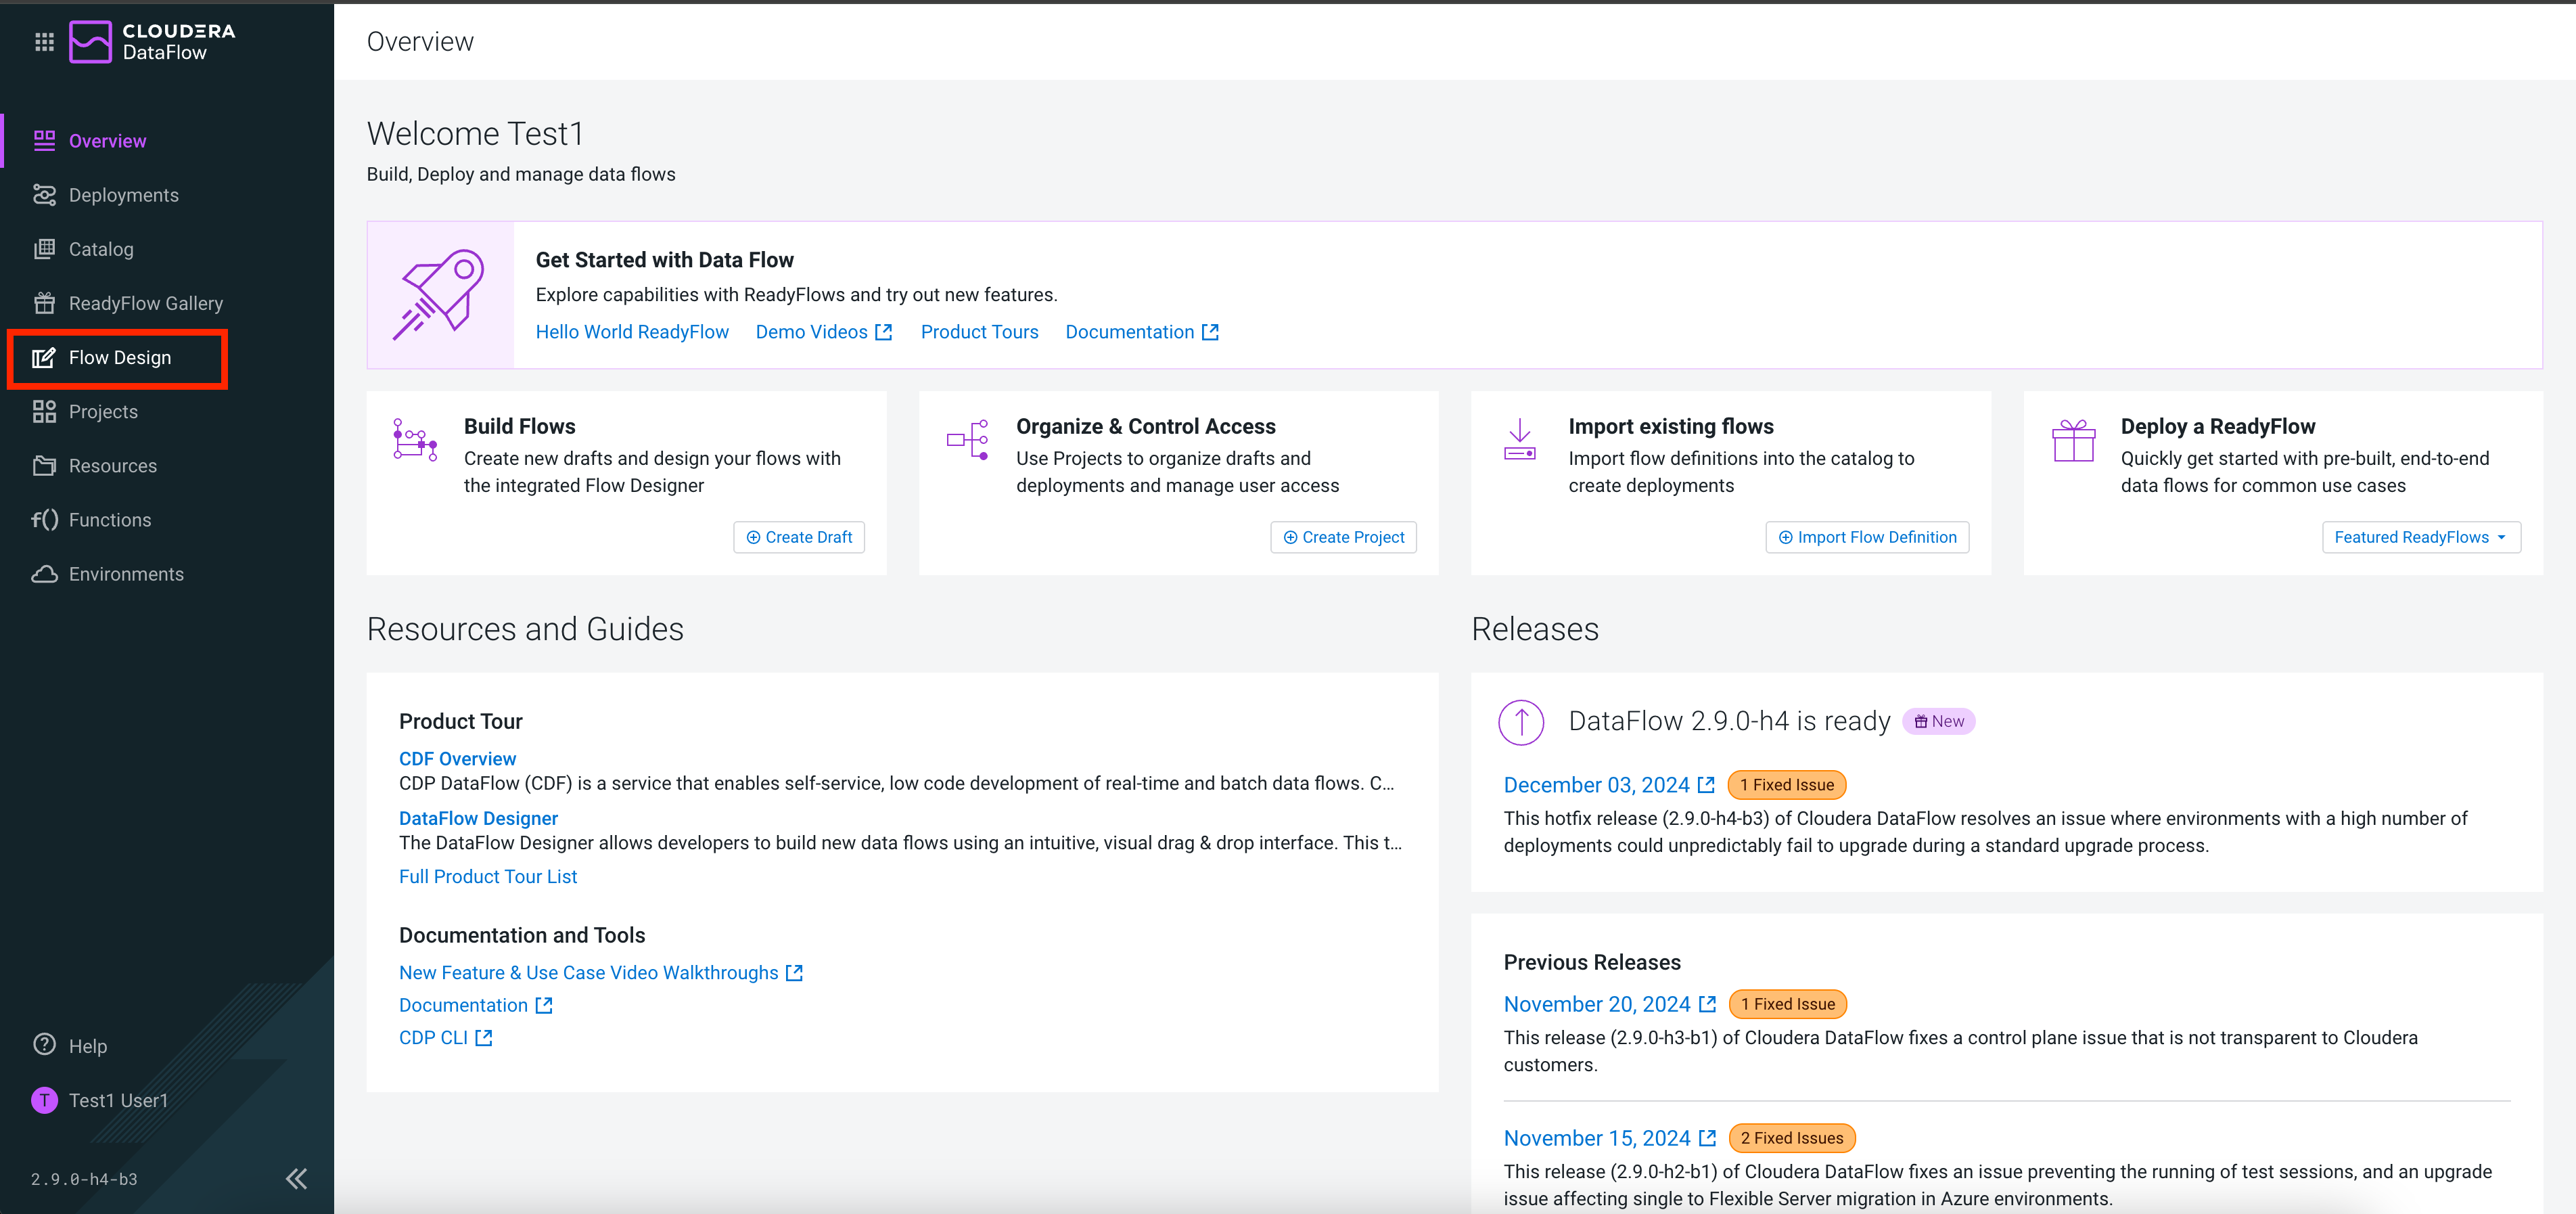 CLOUDERA
DataFlow
Overview
Deployments
Catalog
ReadyFlow Gallery
Flow Design
Projects
Resources
f() Functions
Environments
Help
T Test1 User1
2.9.0-h4-b3
Overview
Welcome Test1
Build, Deploy and manage data flows
Get Started with Data Flow
Explore capabilities with ReadyFlows and try out new features.
Hello World ReadyFlow Demo Videos Product Tours Documentation
Build Flows
Create new drafts and design your flows with
the integrated Flow Designer
Create Draft
Organize & Control Access
Use Projects to organize drafts and
deployments and manage user access
Create Project
Import existing flows
Import flow definitions into the catalog to
create deployments
Import Flow Definition
Deploy a ReadyFlow
Quickly get started with pre-built, end-to-end
data flows for common use cases
Featured ReadyFlows
Resources and Guides
Product Tour
CDF Overview
CDP DataFlow (CDF) is a service that enables self-service, low code development of real-time and batch data flows. C...
DataFlow Designer
The DataFlow Designer allows developers to build new data flows using an intuitive, visual drag & drop interface. This t...
Full Product Tour List
Documentation and Tools
New Feature & Use Case Video Walkthroughs
Documentation
CDP CLI
Releases
DataFlow 2.9.0-h4 is ready New
December 03, 2024 1 Fixed Issue
This hotfix release (2.9.0-h4-b3) of Cloudera DataFlow resolves an issue where environments with a high number of
deployments could unpredictably fail to upgrade during a standard upgrade process.
Previous Releases
November 20, 2024 1 Fixed Issue
This release (2.9.0-h3-b1) of Cloudera DataFlow fixes a control plane issue that is not transparent to Cloudera
customers.
November 15, 2024 2 Fixed Issues
This release (2.9.0-h2-b1) of Cloudera DataFlow fixes an issue preventing the running of test sessions, and an upgrade
issue affecting single to Flexible Server migration in Azure environments.